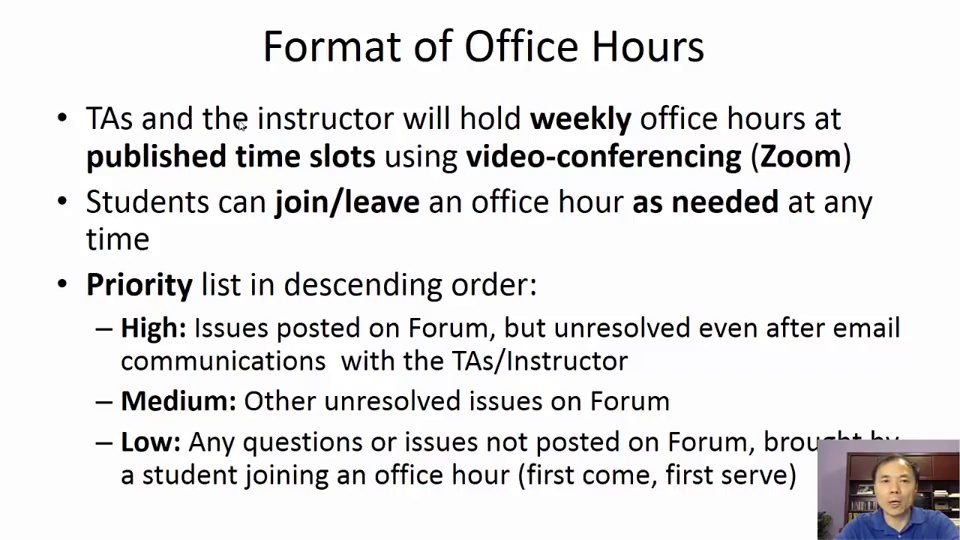 Format of Office Hours
• TAs and the instructor will hold weekly office hours at
published time slots using video-conferencing (Zoom)
• Students can join/leave an office hour as needed at any
time
• Priority list in descending order:
– High: Issues posted on Forum, but unresolved even after email
communications with the TAs/Instructor
– Medium: Other unresolved issues on Forum
– Low: Any questions or issues not posted on Forum, brought by
a student joining an office hour (first come, first serve)